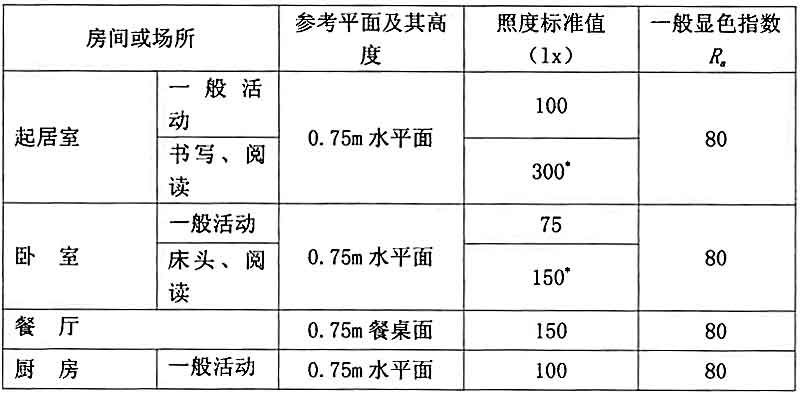 房间或场所 参考平面及其高度 照度标准值（lx） 一般显色指数 Ra
起居室 一般活动 0.75m 水平面 100 80
书写、阅读 300*
卧 室 一般活动 0.75m 水平面 75 80
床头、阅读 150*
餐 厅 0.75m 餐桌面 150 80
厨 房 一般活动 0.75m 水平面 100 80